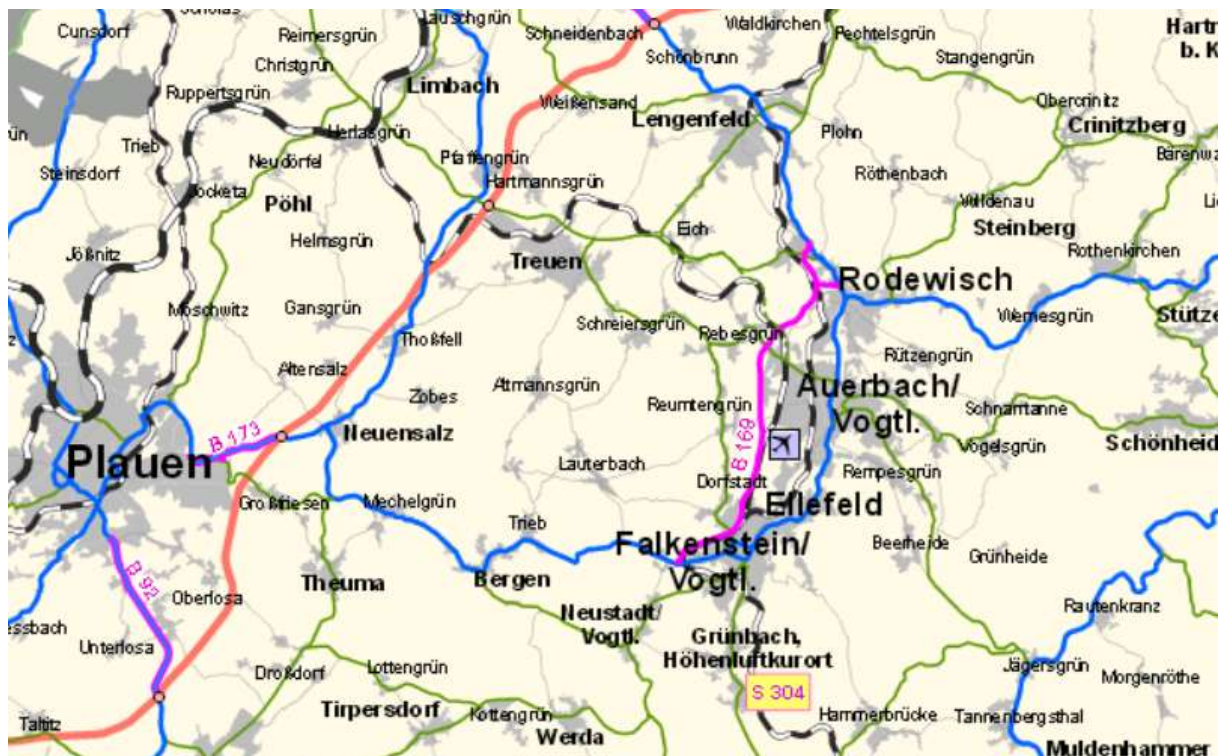 Cunsdorf
Reimersgrün
Lauschgrün
Schneidenbach
Waldkirchen
Pechtelsgrün
Christgrün
Schönbrunn
Stangengrün
Ruppertsgrün
Limbach
Weißensand
Lengenfeld
Obercrinitz
Crinitzberg
Trieb
Herlasgrün
Plohn
Steinsdorf
Neudörfel
Pfaffengrün
Hartmannsgrün
Röthenbach
Jocketa
Pöhl
Wildenau
Steinberg
Jößnitz
Helmsgrün
Treuen
Eich
Rothenkirchen
Rodewisch
Möschwitz
Gansgrün
Schreiersgrün
Rebesgrün
Wernesgrün
Thoßfell
Rützengrün
Altensalz
Zobes
Altmannsgrün
Reumtengrün
Auerbach/
Vogtl.
Schnarrtanne
B 173
Neuensalz
B 169
Vogelsgrün
Plauen
Lauterbach
Rempesgrün
Dorfstadt
Großfriesen
Mechelgrün
Trieb
Ellefeld
Falkenstein/
Vogtl.
Beerheide
Grünheide
B 92
Oberlosa
Theuma
Bergen
Neustadt/
Vogtl.
Rautenkranz
Unterlosa
Grünbach,
Höhenluftkurort
Droßdorf
Lottengrün
Jägersgrün
Morgenröthe
S 304
Taltitz
Tirpersdorf
Kottengrün
Werda
Hammerbrücke
Tannenbergsthal
Muldenhammer